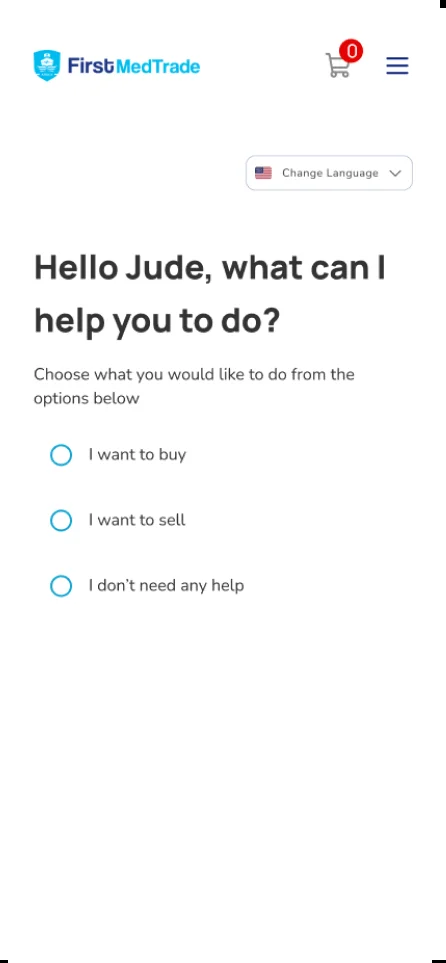 FirstMedTrade
0
Change Language
Hello Jude, what can I
help you to do?
Choose what you would like to do from the
options below
I want to buy
I want to sell
I don’t need any help